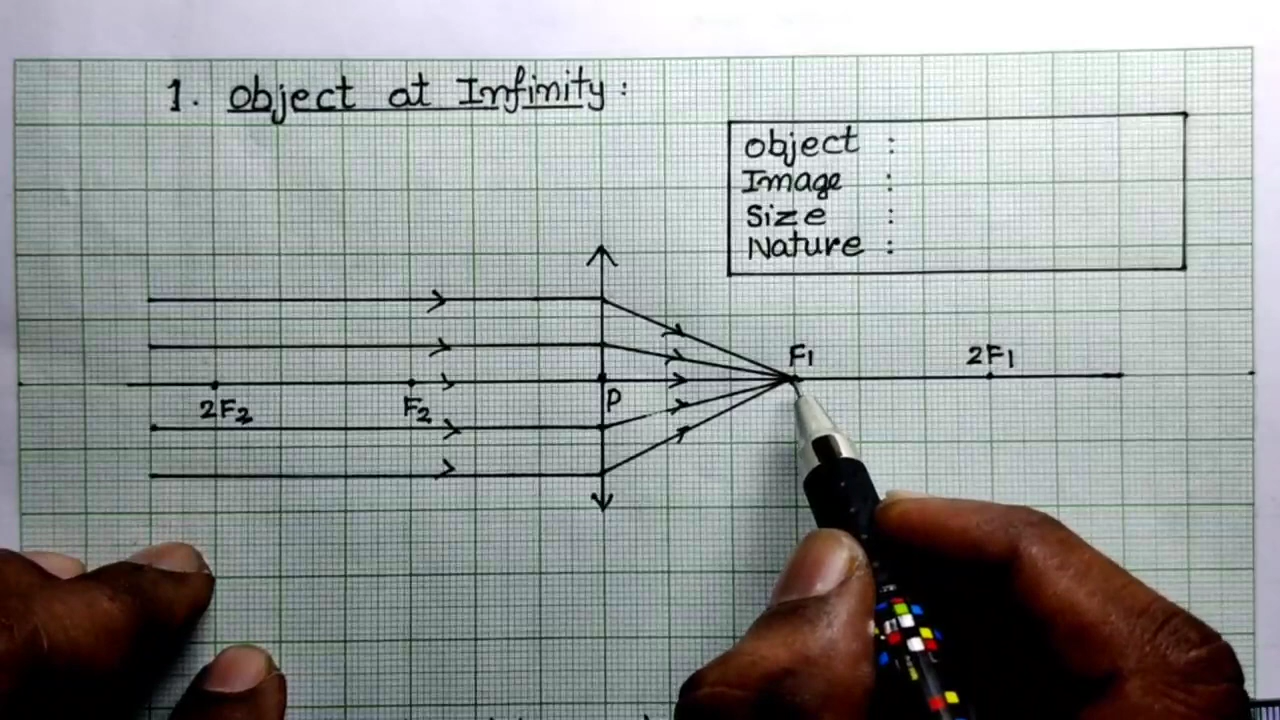 1. Object at Infinity :
Object :
Image :
Size :
Nature :
F1
2F1
2F2
F2
P